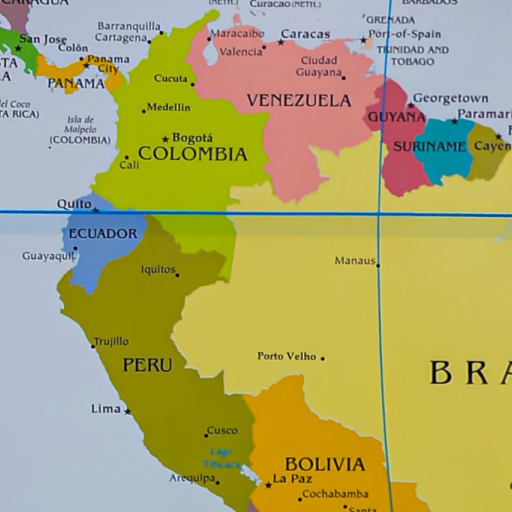 (NETH.)
Curacao (NETH.)
BARBADOS
GRENADA
Port-of-Spain
TRINIDAD AND
TOBAGO
Barranquilla
Cartagena
Maracaibo
Caracas
Valencia
San Jose
Colón
Panama
City
PANAMA
Cucuta
Ciudad
Guayana
VENEZUELA
Georgetown
GUYANA
Paramari
SURINAME
Cayen
del Coco
TA RICA)
Isla de
Malpelo
(COLOMBIA)
Medellin
Bogotá
COLOMBIA
Cali
Quito
ECUADOR
Guayaquil
Iquitos
Manaus
Trujillo
PERU
Porto Velho
BRA
Lima
Cusco
Lago
Titicaca
Arequipa
BOLIVIA
La Paz
Cochabamba
Santa